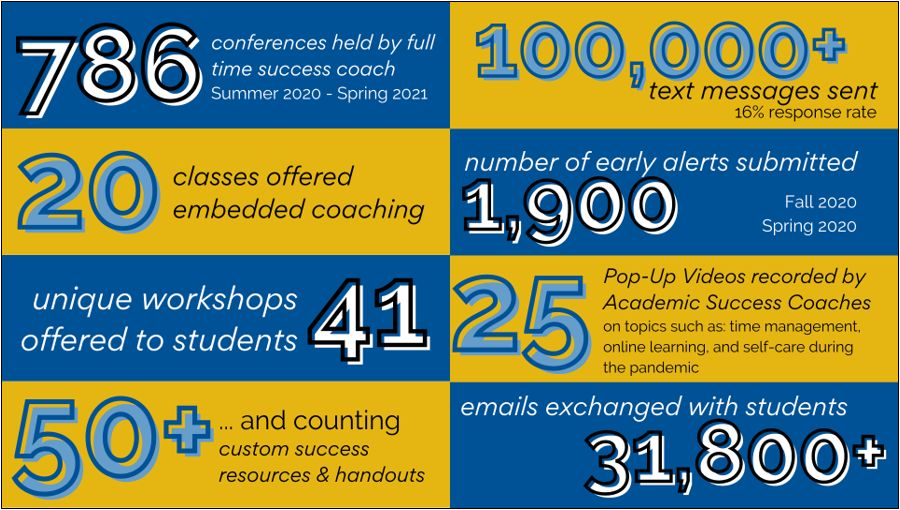 786
conferences held by full
time success coach
Summer 2020 - Spring 2021
100,000+
text messages sent
16% response rate
20
classes offered
embedded coaching
number of early alerts submitted
1,900
Fall 2020
Spring 2020
unique workshops
offered to students
41
25
Pop-Up Videos recorded by
Academic Success Coaches
on topics such as: time management,
online learning, and self-care during
the pandemic
50+
... and counting
custom success
resources & handouts
emails exchanged with students
31,800+